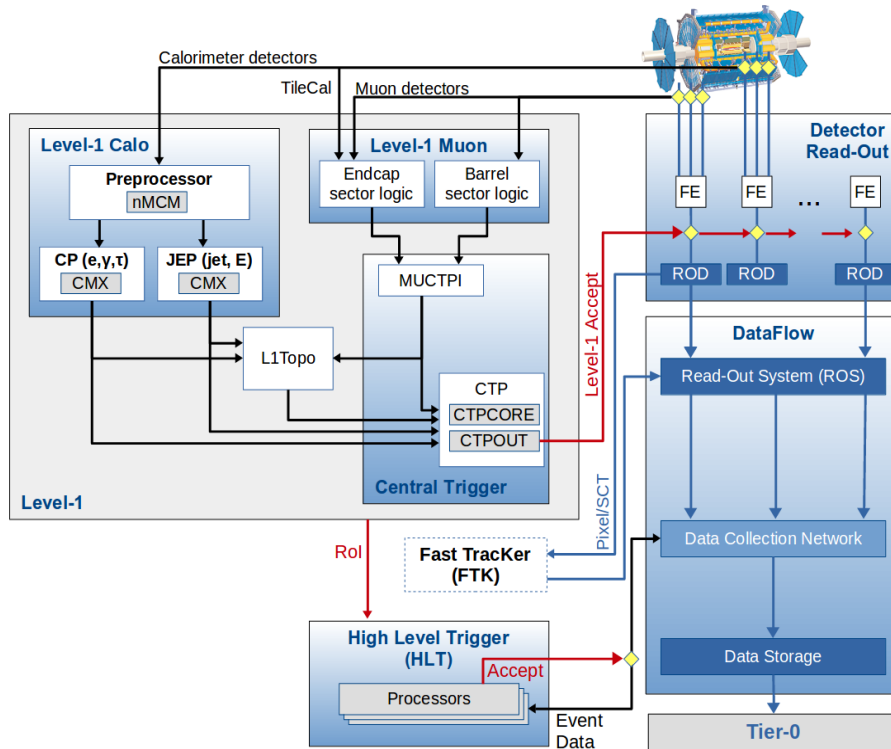 Calorimeter detectors
TileCal
Muon detectors
Level-1 Calo
Preprocessor
nMCM
CP (e,γ,τ)
CMX
JEP (jet, E)
CMX
Level-1 Muon
Endcap
sector logic
Barrel
sector logic
MUCTPI
L1Topo
CTP
CTPCORE
CTPOUT
Central Trigger
Level-1
Level-1 Accept
Detector
Read-Out
FE
FE
...
FE
ROD
ROD
ROD
DataFlow
Read-Out System (ROS)
Data Collection Network
Data Storage
Tier-0
Pixel/SCT
RoI
Fast TracKer
(FTK)
High Level Trigger
(HLT)
Accept
Processors
Event
Data